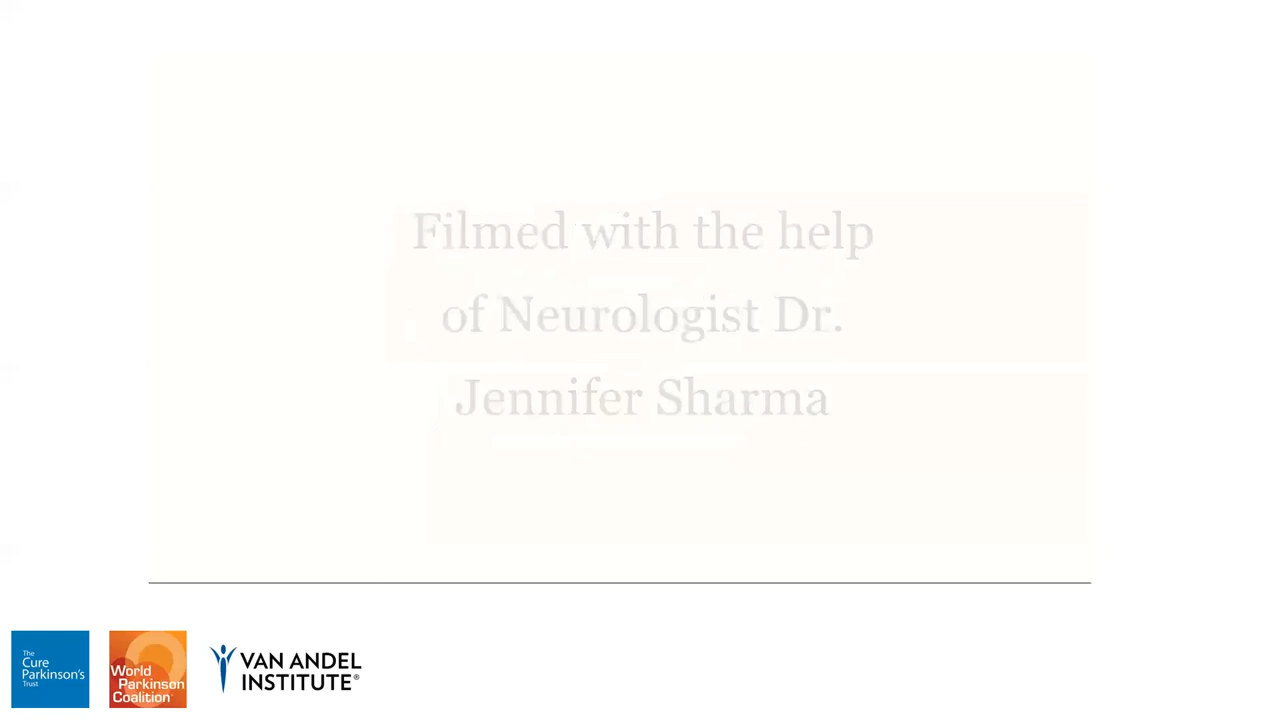 Filmed with the help
of Neurologist Dr.
Jennifer Sharma
The
Cure
Parkinson's
Trust
World
Parkinson
Coalition
VAN ANDEL
INSTITUTE®